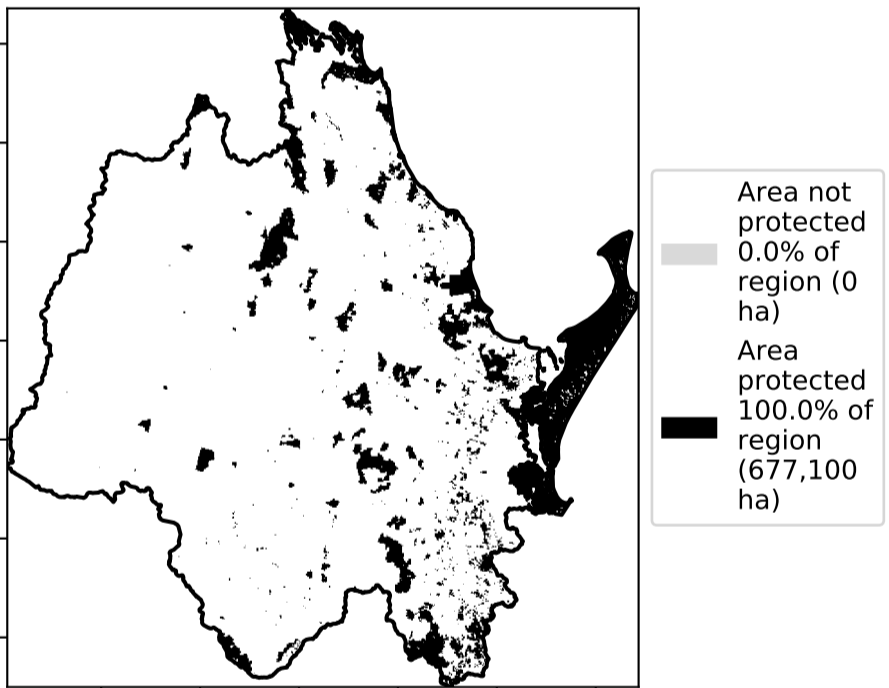 Area not
protected
0.0% of
region (0
ha)
Area
protected
100.0% of
region
(677,100
ha)